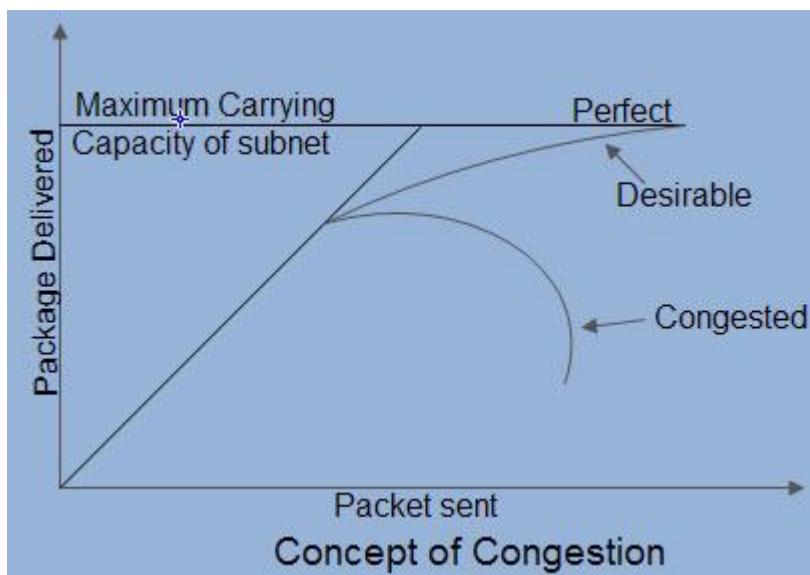 Maximum Carrying
Capacity of subnet
Perfect
Desirable
Congested
Package Delivered
Packet sent
Concept of Congestion